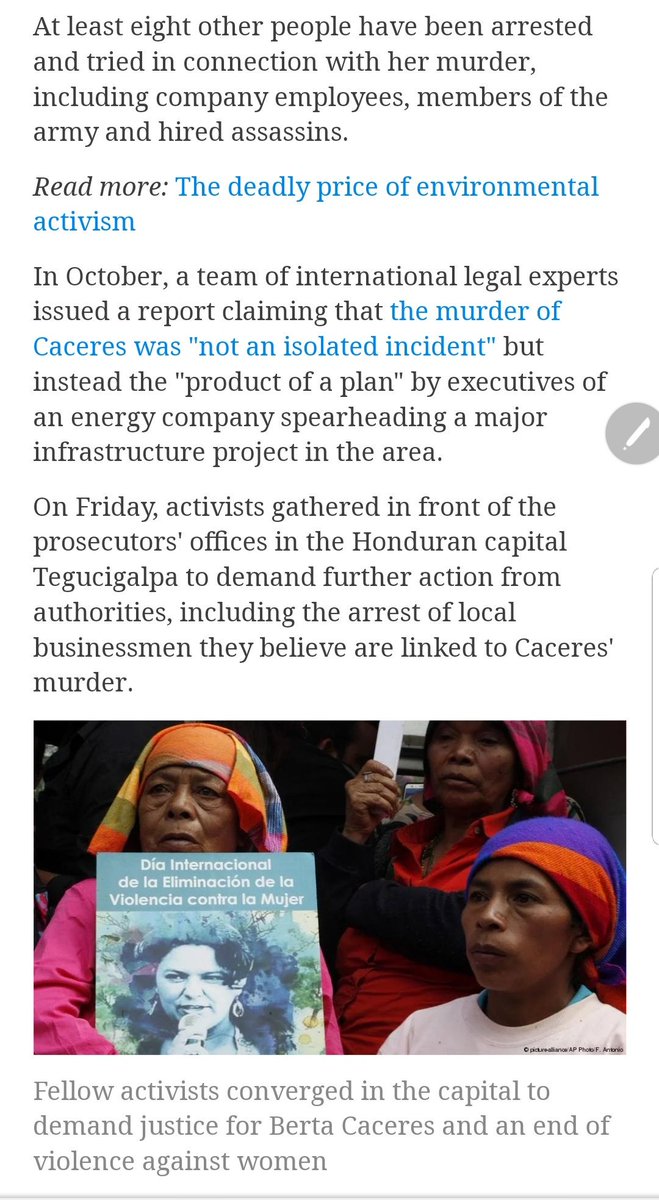 At least eight other people have been arrested
and tried in connection with her murder,
including company employees, members of the
army and hired assassins.
Read more: The deadly price of environmental
activism
In October, a team of international legal experts
issued a report claiming that the murder of
Caceres was "not an isolated incident" but
instead the "product of a plan" by executives of
an energy company spearheading a major
infrastructure project in the area.
On Friday, activists gathered in front of the
prosecutors' offices in the Honduran capital
Tegucigalpa to demand further action from
authorities, including the arrest of local
businessmen they believe are linked to Caceres'
murder.
Día Internacional
de la Eliminación de la
Violencia contra la Mujer
© picture-alliance/AP Photo/F. Antonio
Fellow activists converged in the capital to
demand justice for Berta Caceres and an end of
violence against women